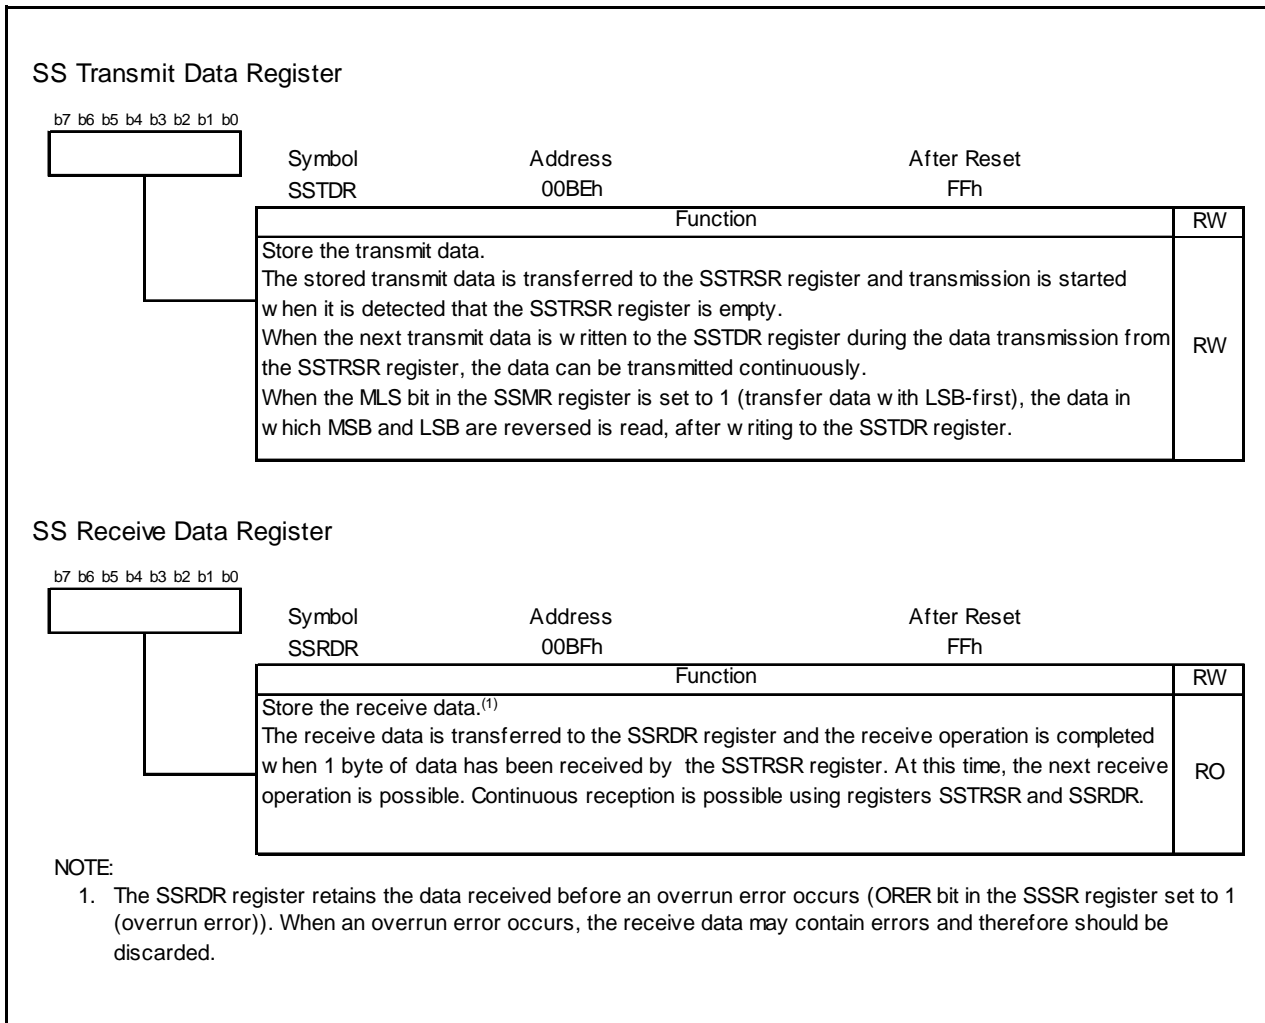 SS Transmit Data Register
b7 b6 b5 b4 b3 b2 b1 b0
Symbol Address After Reset
SSTDR 00BEh FFh
Function RW
Store the transmit data.
The stored transmit data is transferred to the SSTRSR register and transmission is started
when it is detected that the SSTRSR register is empty.
When the next transmit data is written to the SSTDR register during the data transmission from
the SSTRSR register, the data can be transmitted continuously.
When the MLS bit in the SSMR register is set to 1 (transfer data with LSB-first), the data in
which MSB and LSB are reversed is read, after writing to the SSTDR register.
RW
SS Receive Data Register
b7 b6 b5 b4 b3 b2 b1 b0
Symbol Address After Reset
SSRDR 00BFh FFh
Function RW
Store the receive data.(1)
The receive data is transferred to the SSRDR register and the receive operation is completed
when 1 byte of data has been received by the SSTRSR register. At this time, the next receive
operation is possible. Continuous reception is possible using registers SSTRSR and SSRDR.
RO
NOTE:
1. The SSRDR register retains the data received before an overrun error occurs (ORER bit in the SSSR register set to 1
(overrun error)). When an overrun error occurs, the receive data may contain errors and therefore should be
discarded.